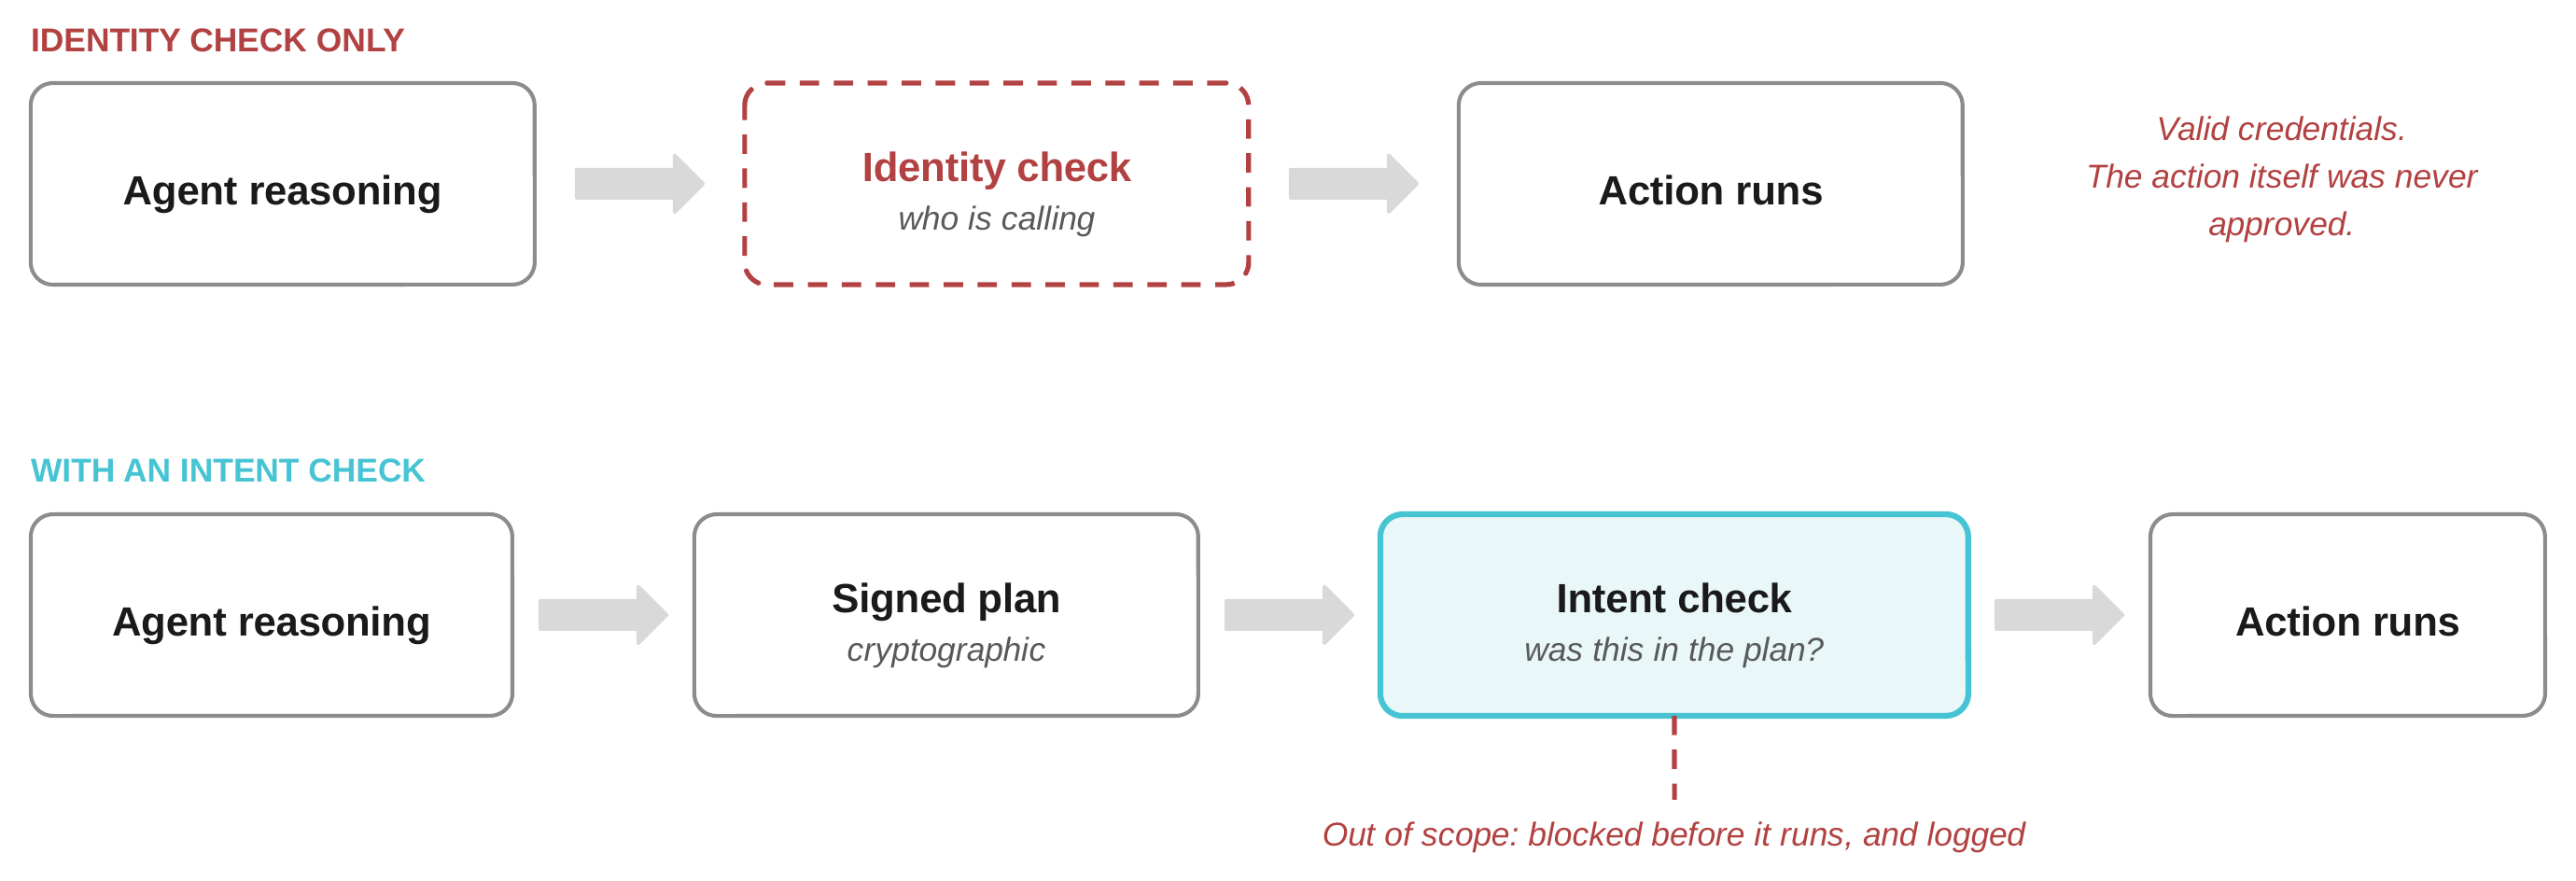 IDENTITY CHECK ONLY
Agent reasoning
Identity check
who is calling
Action runs
Valid credentials.
The action itself was never
approved.
WITH AN INTENT CHECK
Agent reasoning
Signed plan
cryptographic
Intent check
was this in the plan?
Action runs
Out of scope: blocked before it runs, and logged